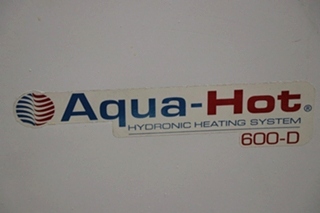 Aqua-Hot®
HYDRONIC HEATING SYSTEM
600-D